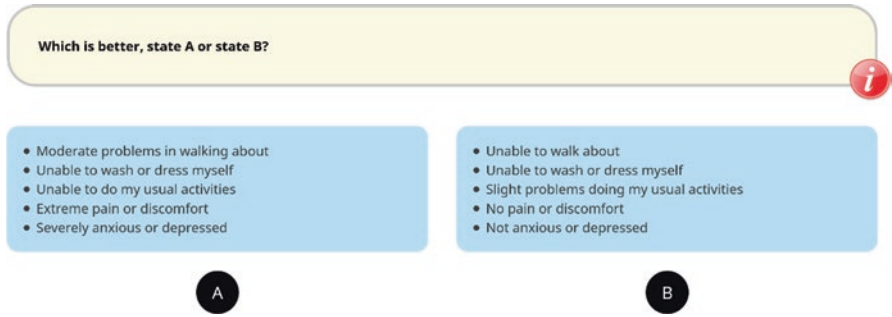 Which is better, state A or state B?
i
• Moderate problems in walking about
• Unable to wash or dress myself
• Unable to do my usual activities
• Extreme pain or discomfort
• Severely anxious or depressed
• Unable to walk about
• Unable to wash or dress myself
• Slight problems doing my usual activities
• No pain or discomfort
• Not anxious or depressed
A
B